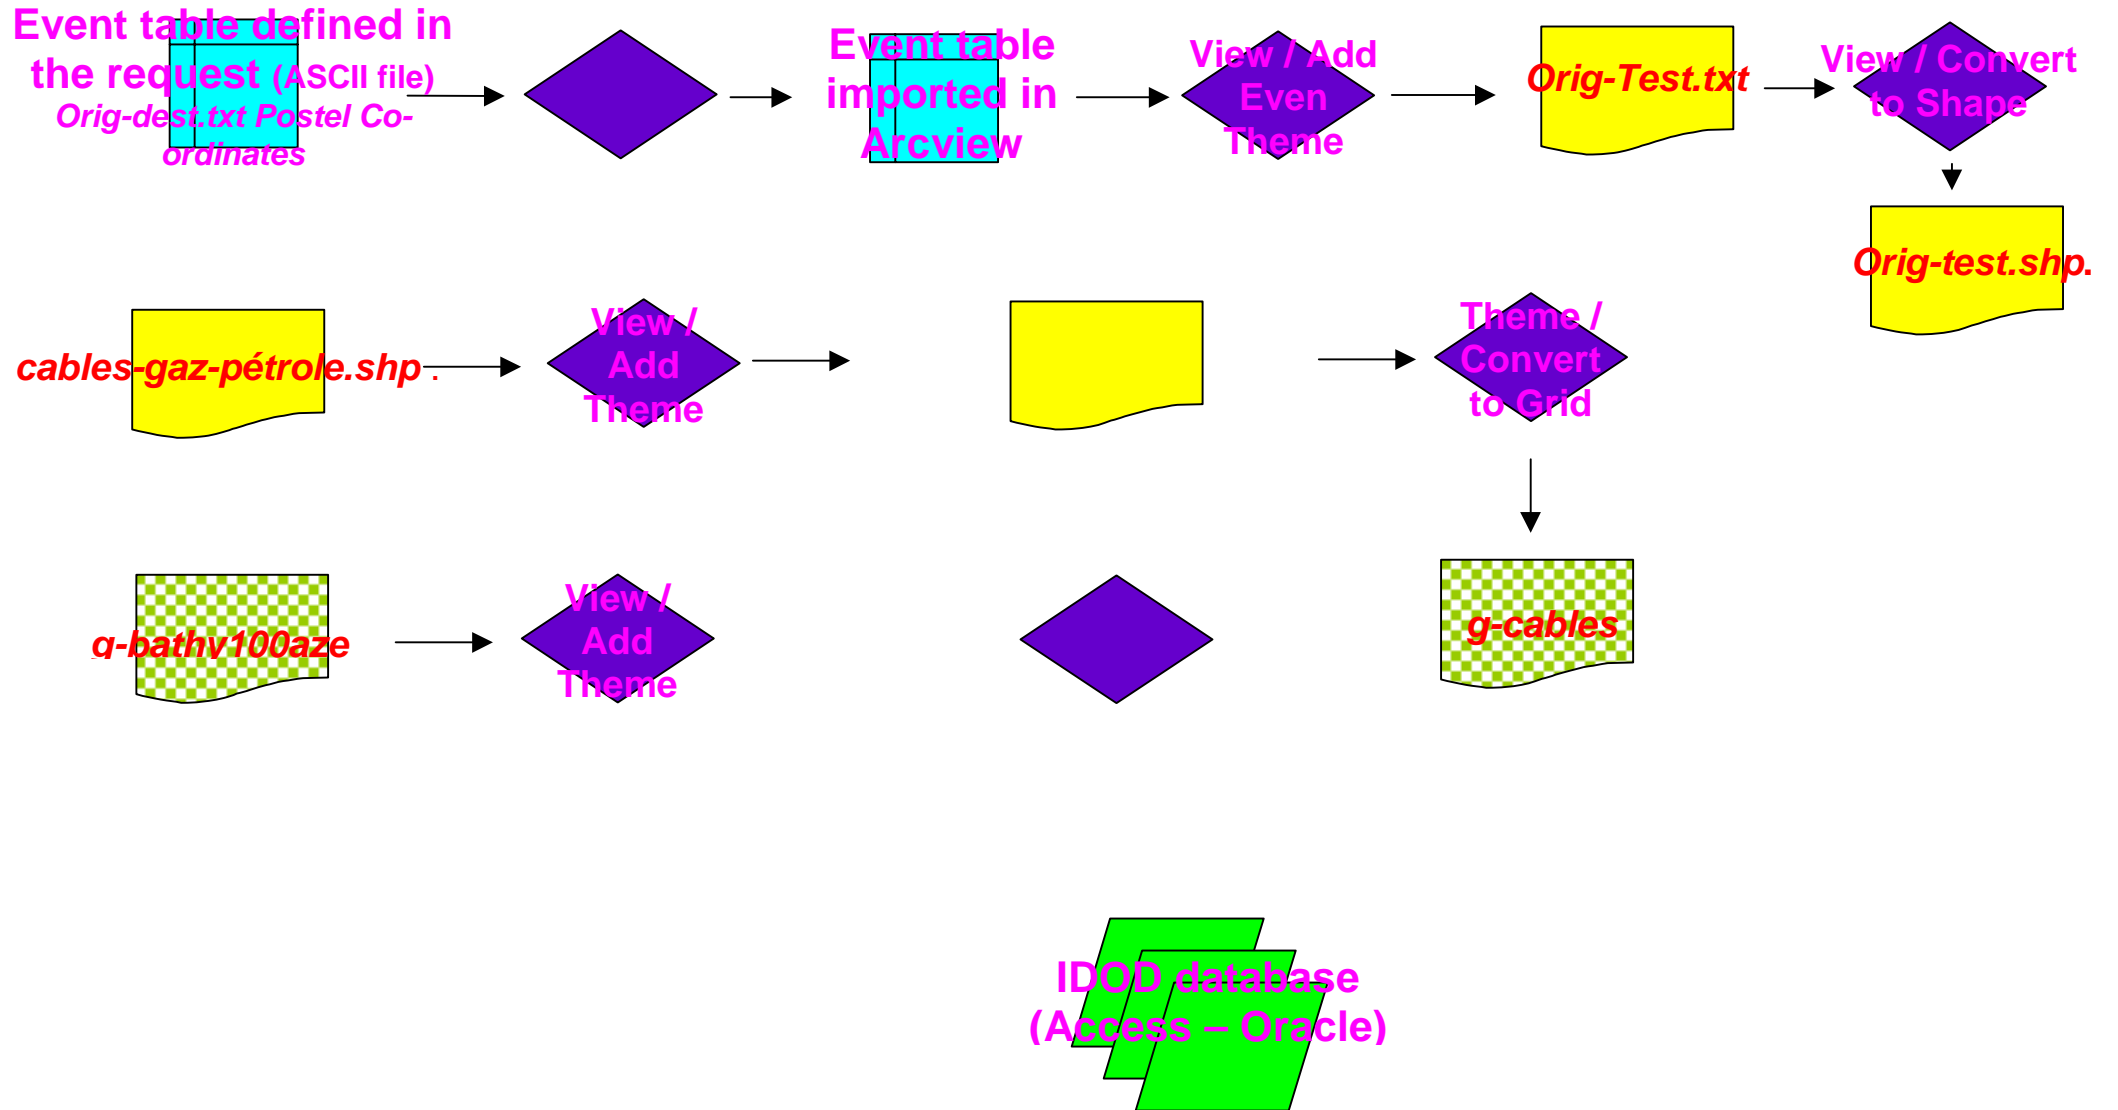 Event table defined in
the request (ASCII file)
Orig-dest.txt Postel Co-
ordinates
Event table
imported in
Arcview
View / Add
Even
Theme
Orig-Test.txt
View / Convert
to Shape
Orig-test.shp.
cables-gaz-pétrole.shp .
View /
Add
Theme
Theme /
Convert
to Grid
g-bathy100aze
View /
Add
Theme
g-cables
IDOD database
(Access – Oracle)